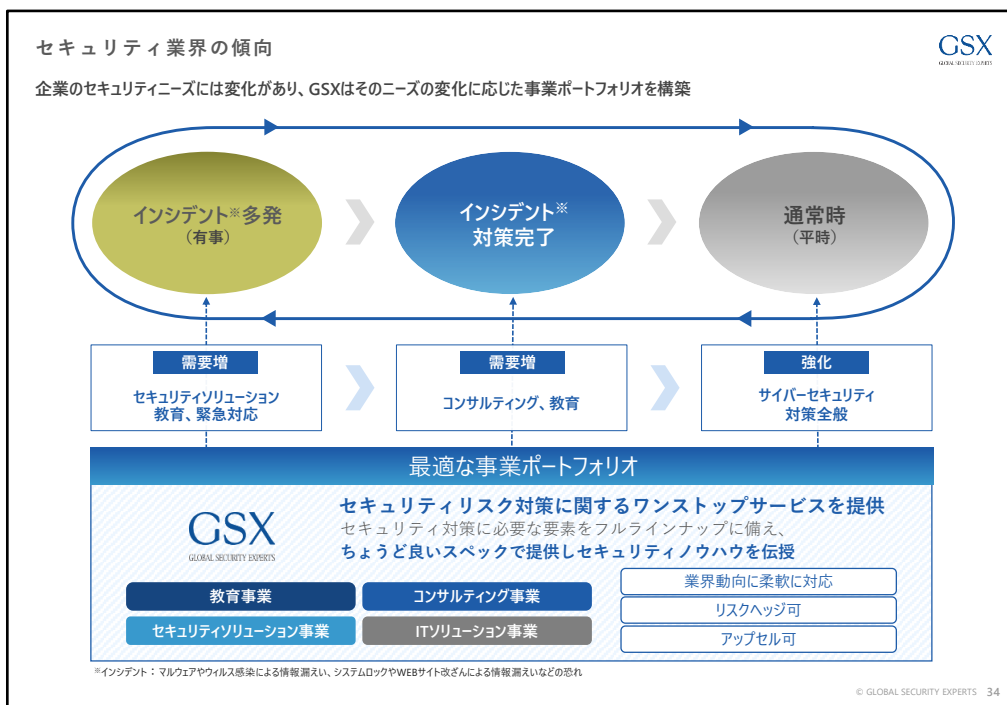 セキュリティ業界の傾向
GSX
GLOBAL SECURITY EXPERTS
企業のセキュリティニーズには変化があり、GSXはそのニーズの変化に応じた事業ポートフォリオを構築
インシデント※多発
（有事）
インシデント※
対策完了
通常時
（平時）
需要増
セキュリティソリューション
教育、緊急対応
需要増
コンサルティング、教育
強化
サイバーセキュリティ
対策全般
最適な事業ポートフォリオ
GSX
GLOBAL SECURITY EXPERTS
セキュリティリスク対策に関するワンストップサービスを提供
セキュリティ対策に必要な要素をフルラインナップに備え、
ちょうど良いスペックで提供しセキュリティノウハウを伝授
教育事業
コンサルティング事業
セキュリティソリューション事業
ITソリューション事業
業界動向に柔軟に対応
リスクヘッジ可
アップセル可
※インシデント：マルウェアやウィルス感染による情報漏えい、システムロックやWEBサイト改ざんによる情報漏えいなどの恐れ
© GLOBAL SECURITY EXPERTS 34